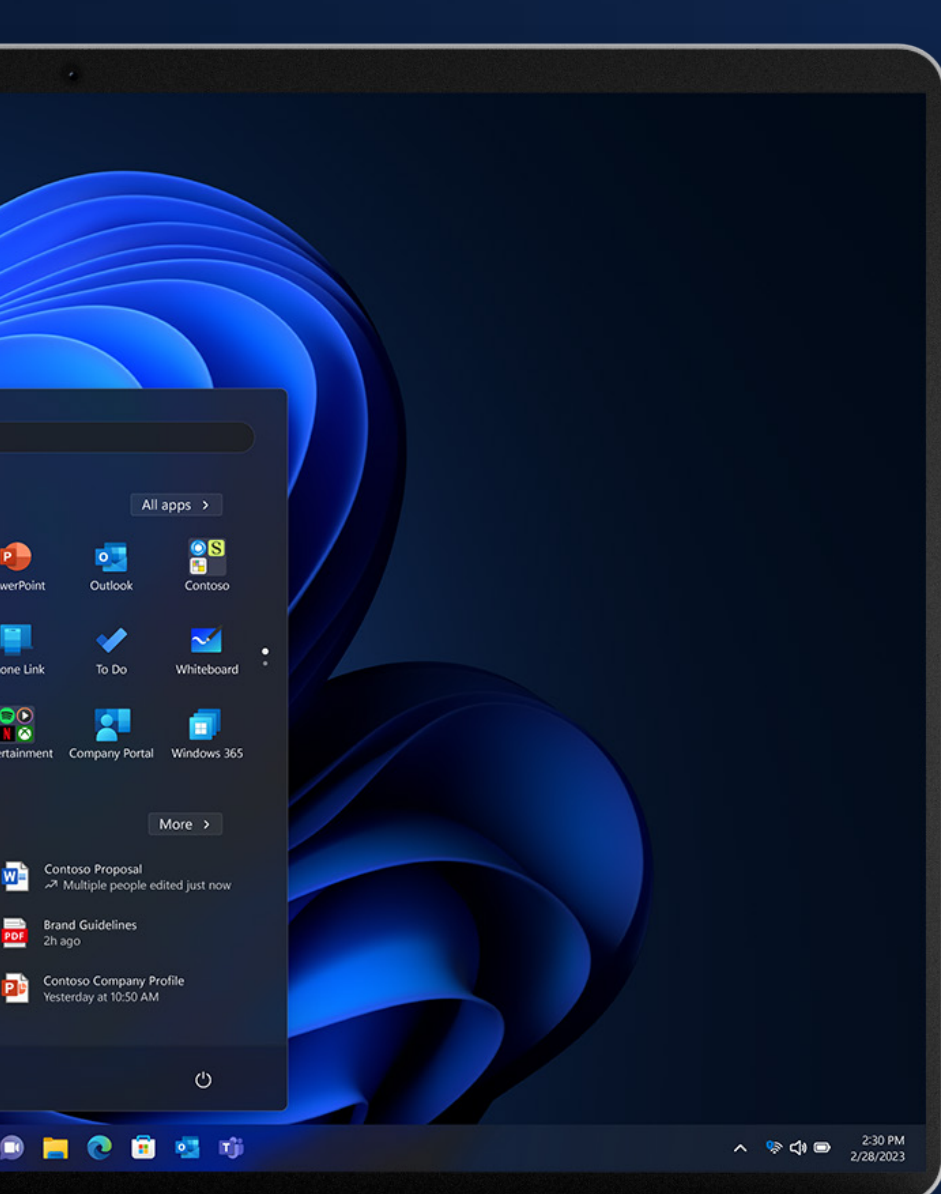 All apps
werPoint
Outlook
Contoso
one Link
To Do
Whiteboard
ertainment
Company Portal
Windows 365
More
Contoso Proposal
Multiple people edited just now
Brand Guidelines
2h ago
Contoso Company Profile
Yesterday at 10:50 AM
2:30 PM
2/28/2023